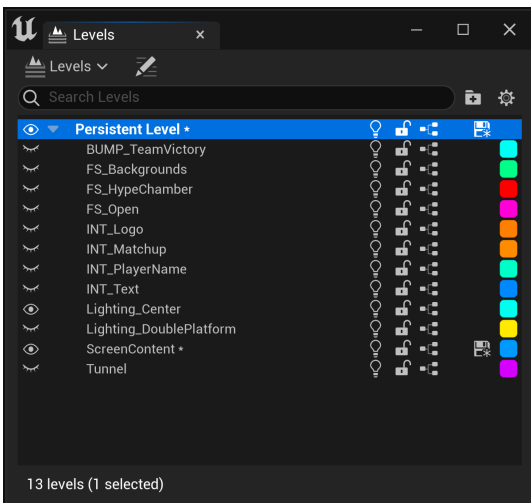 Levels
Levels
Search Levels
Persistent Level *
BUMP_TeamVictory
FS_Backgrounds
FS_HypeChamber
FS_Open
INT_Logo
INT_Matchup
INT_PlayerName
INT_Text
Lighting_Center
Lighting_DoublePlatform
ScreenContent *
Tunnel
13 levels (1 selected)